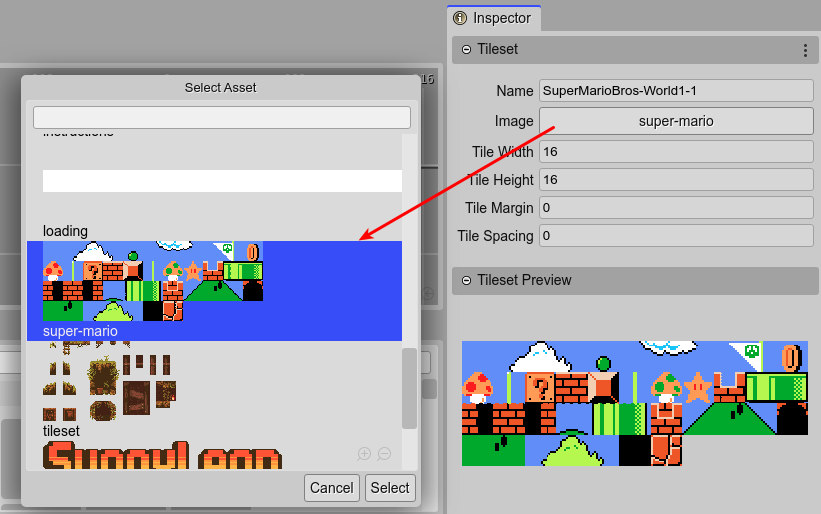 Inspector
Tileset
Name SuperMarioBros-World1-1
Image super-mario
Tile Width 16
Tile Height 16
Tile Margin 0
Tile Spacing 0
Tileset Preview
16
Select Asset
instructions
loading
super-mario
tileset
Cancel Select